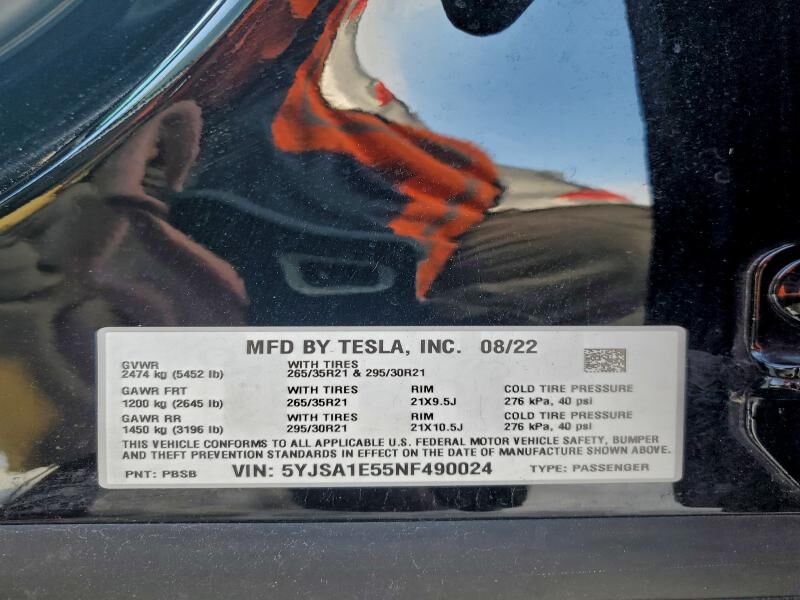 MFD BY TESLA, INC. 08/22
GVWR WITH TIRES
2474 kg (5452 lb) 265/35R21 & 295/30R21
GAWR FRT WITH TIRES RIM COLD TIRE PRESSURE
1200 kg (2645 lb) 265/35R21 21X9.5J 276 kPa, 40 psi
GAWR RR WITH TIRES RIM COLD TIRE PRESSURE
1450 kg (3196 lb) 295/30R21 21X10.5J 276 kPa, 40 psi
THIS VEHICLE CONFORMS TO ALL APPLICABLE U.S. FEDERAL MOTOR VEHICLE SAFETY, BUMPER
AND THEFT PREVENTION STANDARDS IN EFFECT ON THE DATE OF MANUFACTURE SHOWN ABOVE.
PNT: PBSB VIN: 5YJSA1E55NF490024 TYPE: PASSENGER